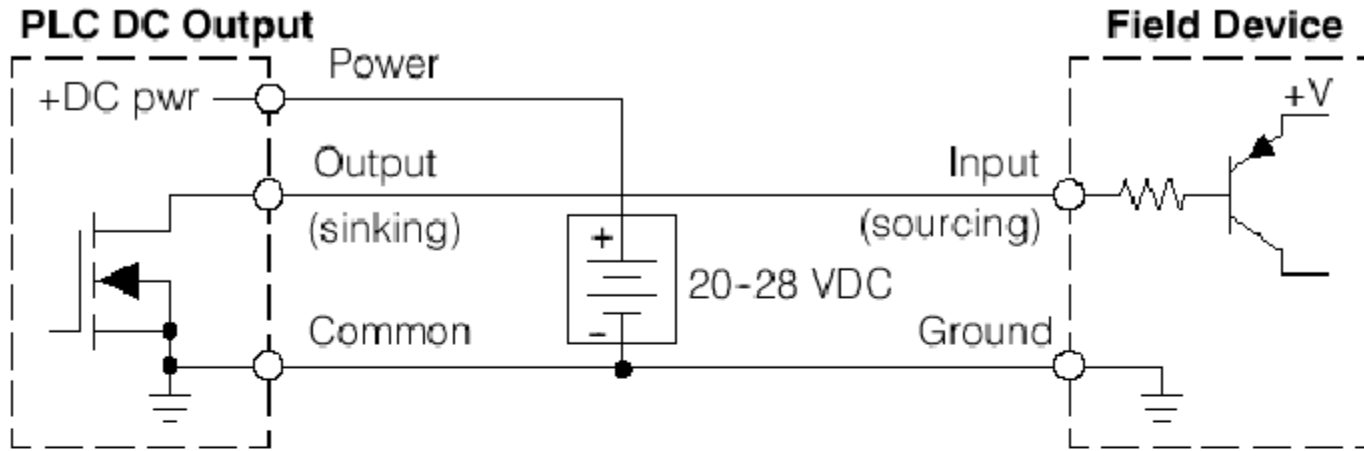 PLC DC Output
Field Device
Power
+DC pwr
+V
Output
Input
(sinking)
(sourcing)
+
20-28 VDC
Common
–
Ground